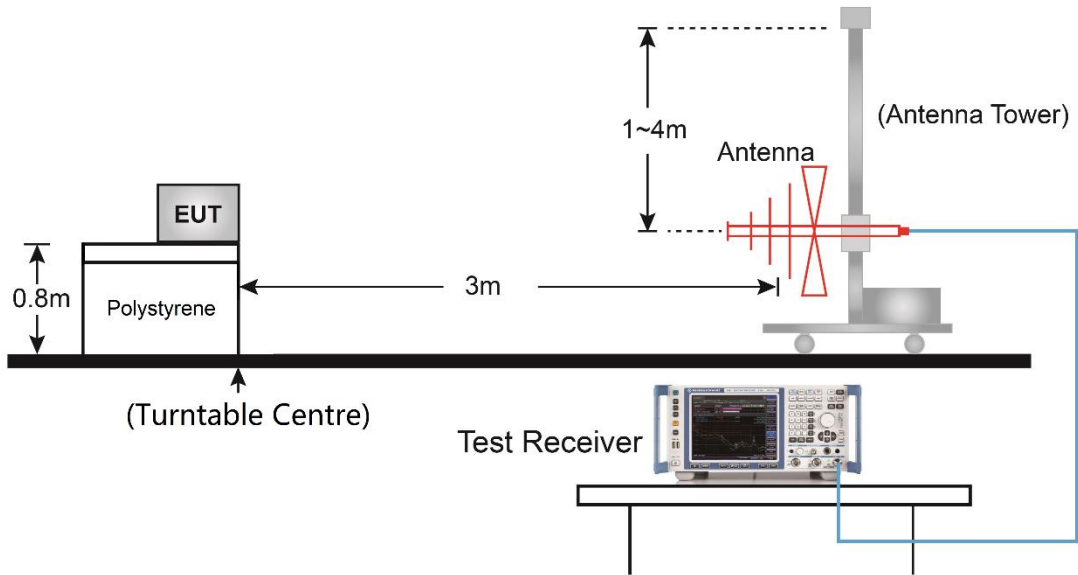 1~4m
(Antenna Tower)
Antenna
EUT
3m
0.8m
Polystyrene
(Turntable Centre)
Test Receiver